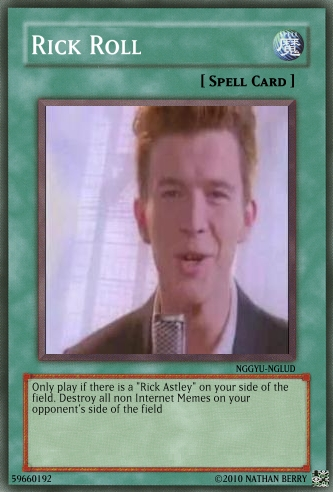 RICK ROLL
魔
[ SPELL CARD ]
NGGYU-NGLUD
Only play if there is a "Rick Astley" on your side of the
field. Destroy all non Internet Memes on your
opponent's side of the field
59660192
©2010 NATHAN BERRY